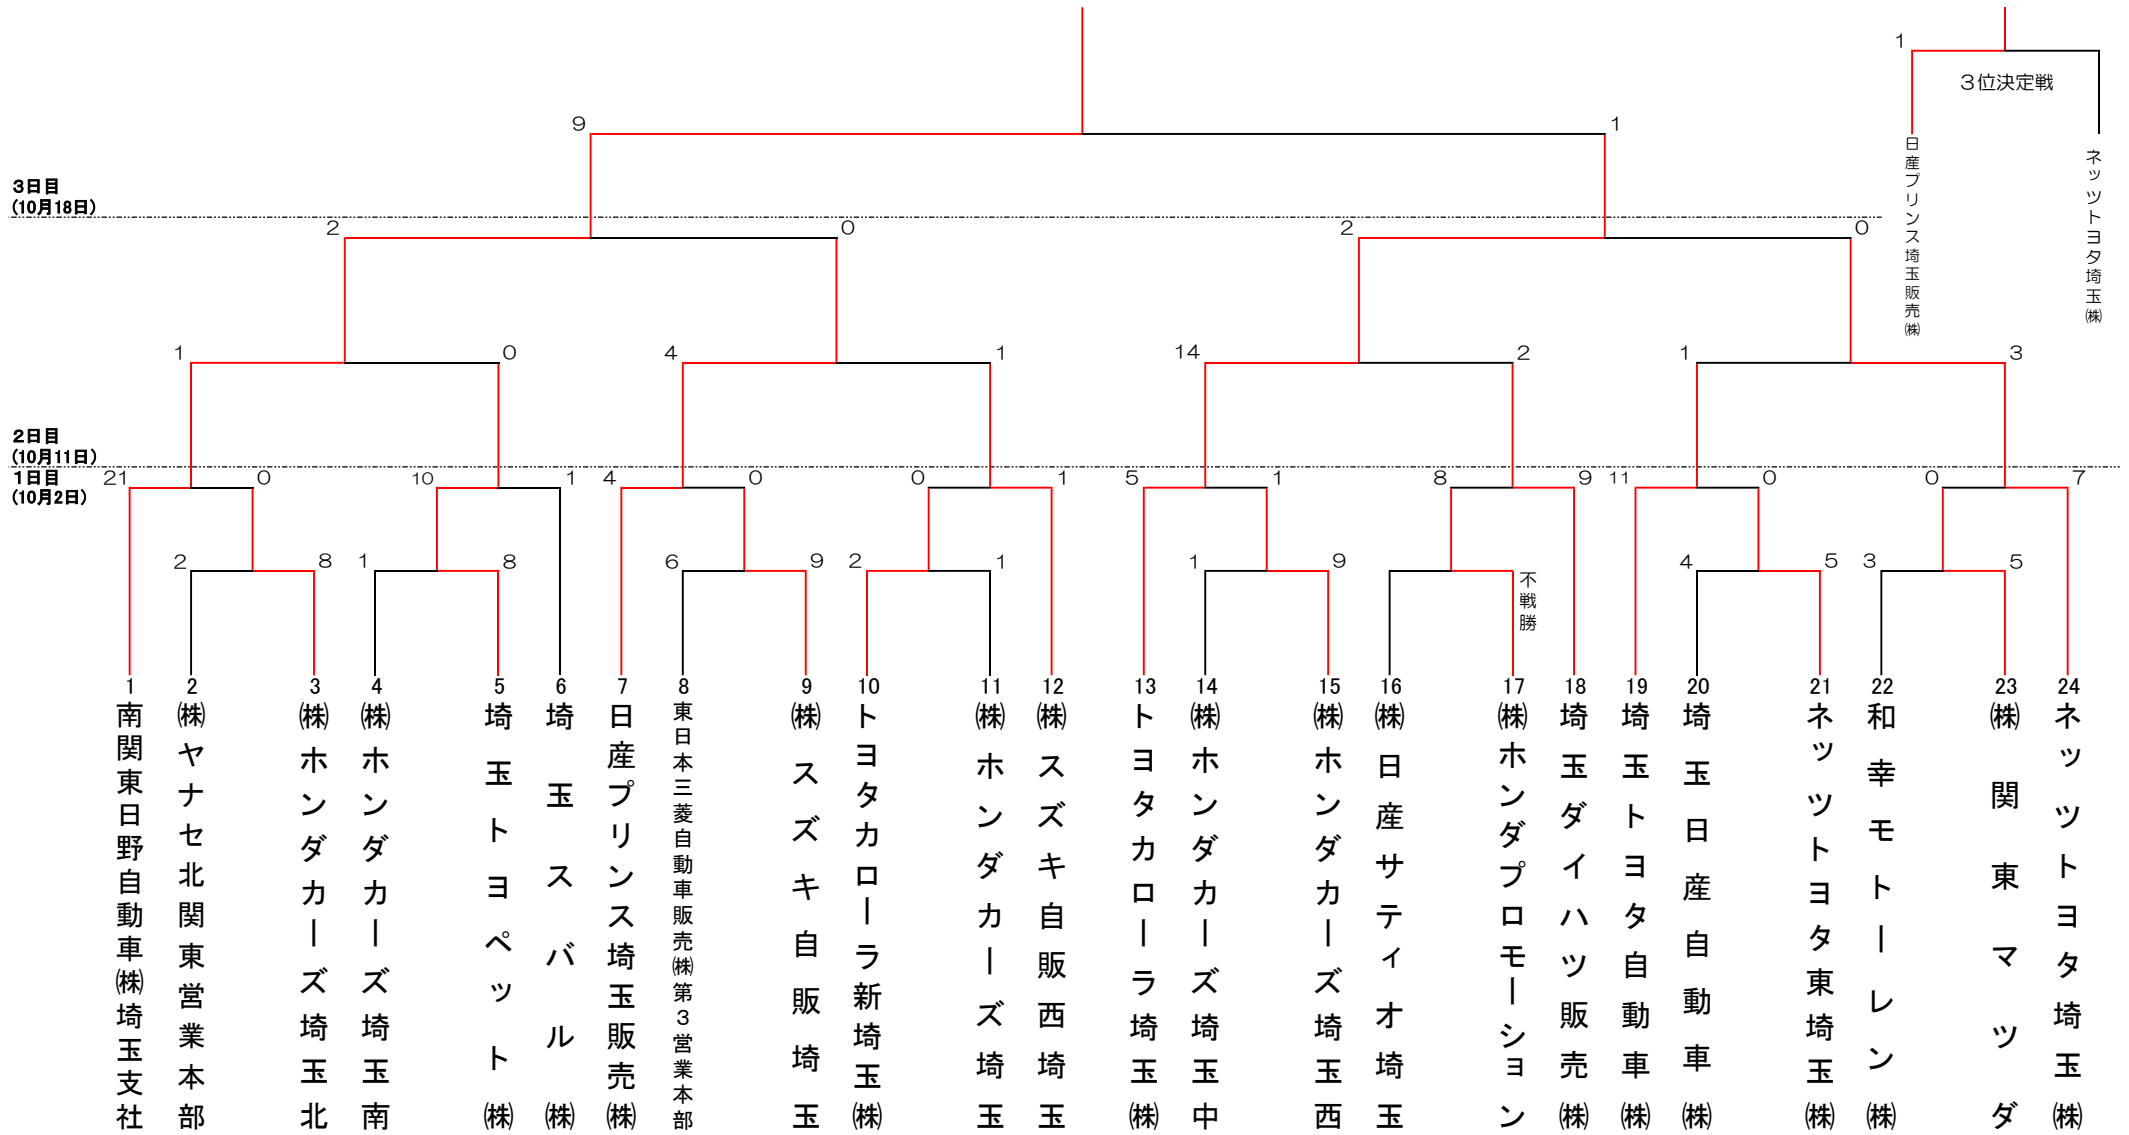 1
3位決定戦
日産プリンス埼玉販売㈱
ネッツトヨタ埼玉㈱
9
1
3日目
(10月18日)
2
0
2
0
1
0
4
1
14
2
1
3
2日目
(10月11日)
1日目
(10月2日)
21
0
10
1
4
0
0
1
5
1
8
9
11
0
0
7
2
8
1
8
6
9
2
1
1
9
不戦勝
4
5
3
5
1
南関東日野自動車㈱埼玉支社
2
㈱ヤナセ北関東営業本部
3
㈱ホンダカーズ埼玉北
4
㈱ホンダカーズ埼玉南
5
埼玉トヨペット㈱
6
埼玉スバル㈱
7
日産プリンス埼玉販売㈱
8
東日本三菱自動車販売㈱第3営業本部
9
㈱スズキ自販埼玉
10
トヨタカローラ新埼玉㈱
11
㈱ホンダカーズ埼玉
12
㈱スズキ自販西埼玉
13
トヨタカローラ埼玉㈱
14
㈱ホンダカーズ埼玉中
15
㈱ホンダカーズ埼玉西
16
㈱日産サティオ埼玉
17
㈱ホンダプロモーション
18
埼玉ダイハツ販売㈱
19
埼玉トヨタ自動車㈱
20
埼玉日産自動車㈱
21
ネッツトヨタ東埼玉㈱
22
和幸モトーレン㈱
23
㈱関東マツダ
24
ネッツトヨタ埼玉㈱